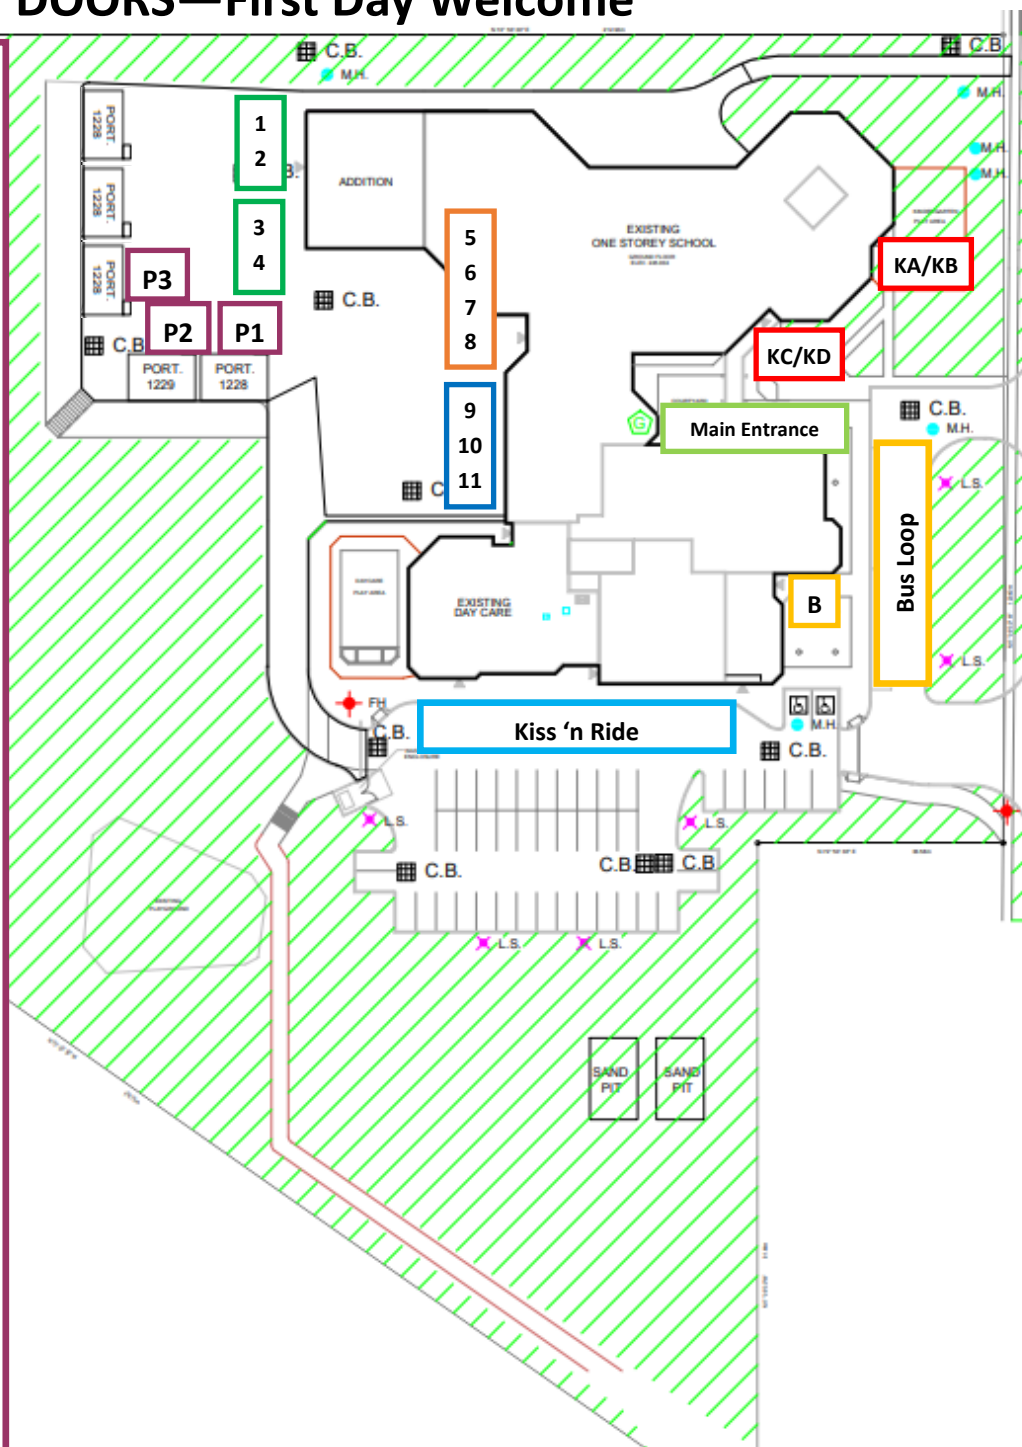 DOORS—First Day Welcome
C.B.
C.B
M.H.
M.H.
M.H.
M.H.
PORT.
1228
PORT.
1228
PORT.
1228
1
2
B.
3
4
ADDITION
EXISTING
ONE STOREY SCHOOL
5
6
7
8
KA/KB
P3
P2
P1
C.B.
C.B
PORT.
1229
PORT.
1228
KC/KD
9
10
11
C
G
Main Entrance
C.B.
M.H.
L.S.
Bus Loop
EXISTING
DAY CARE
PLAY AREA
B
L.S.
FH
C.B.
Kiss ‘n Ride
M.H.
C.B.
L.S.
L.S.
C.B.
C.B.
C.B
L.S.
L.S.
SAND
PIT
SAND
PIT